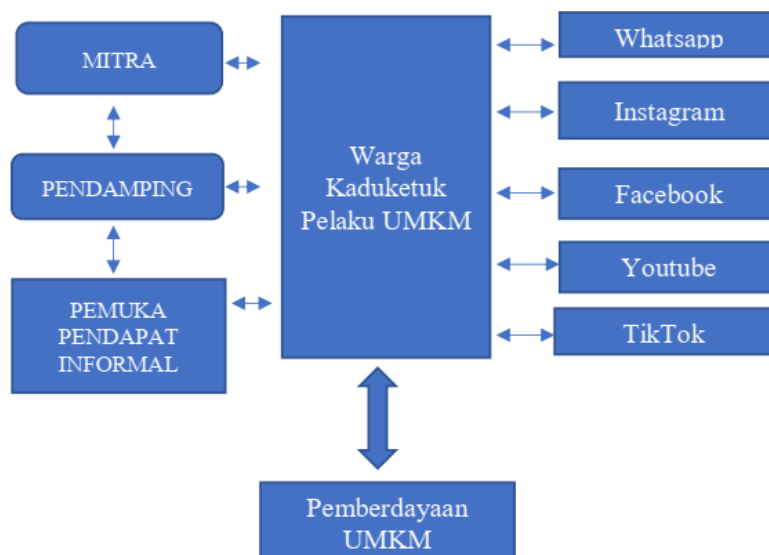 MITRA
PENDAMPING
PEMUKA
PENDAPAT
INFORMAL
Warga
Kaduketuk
Pelaku UMKM
Whatsapp
Instagram
Facebook
Youtube
TikTok
Pemberdayaan
UMKM